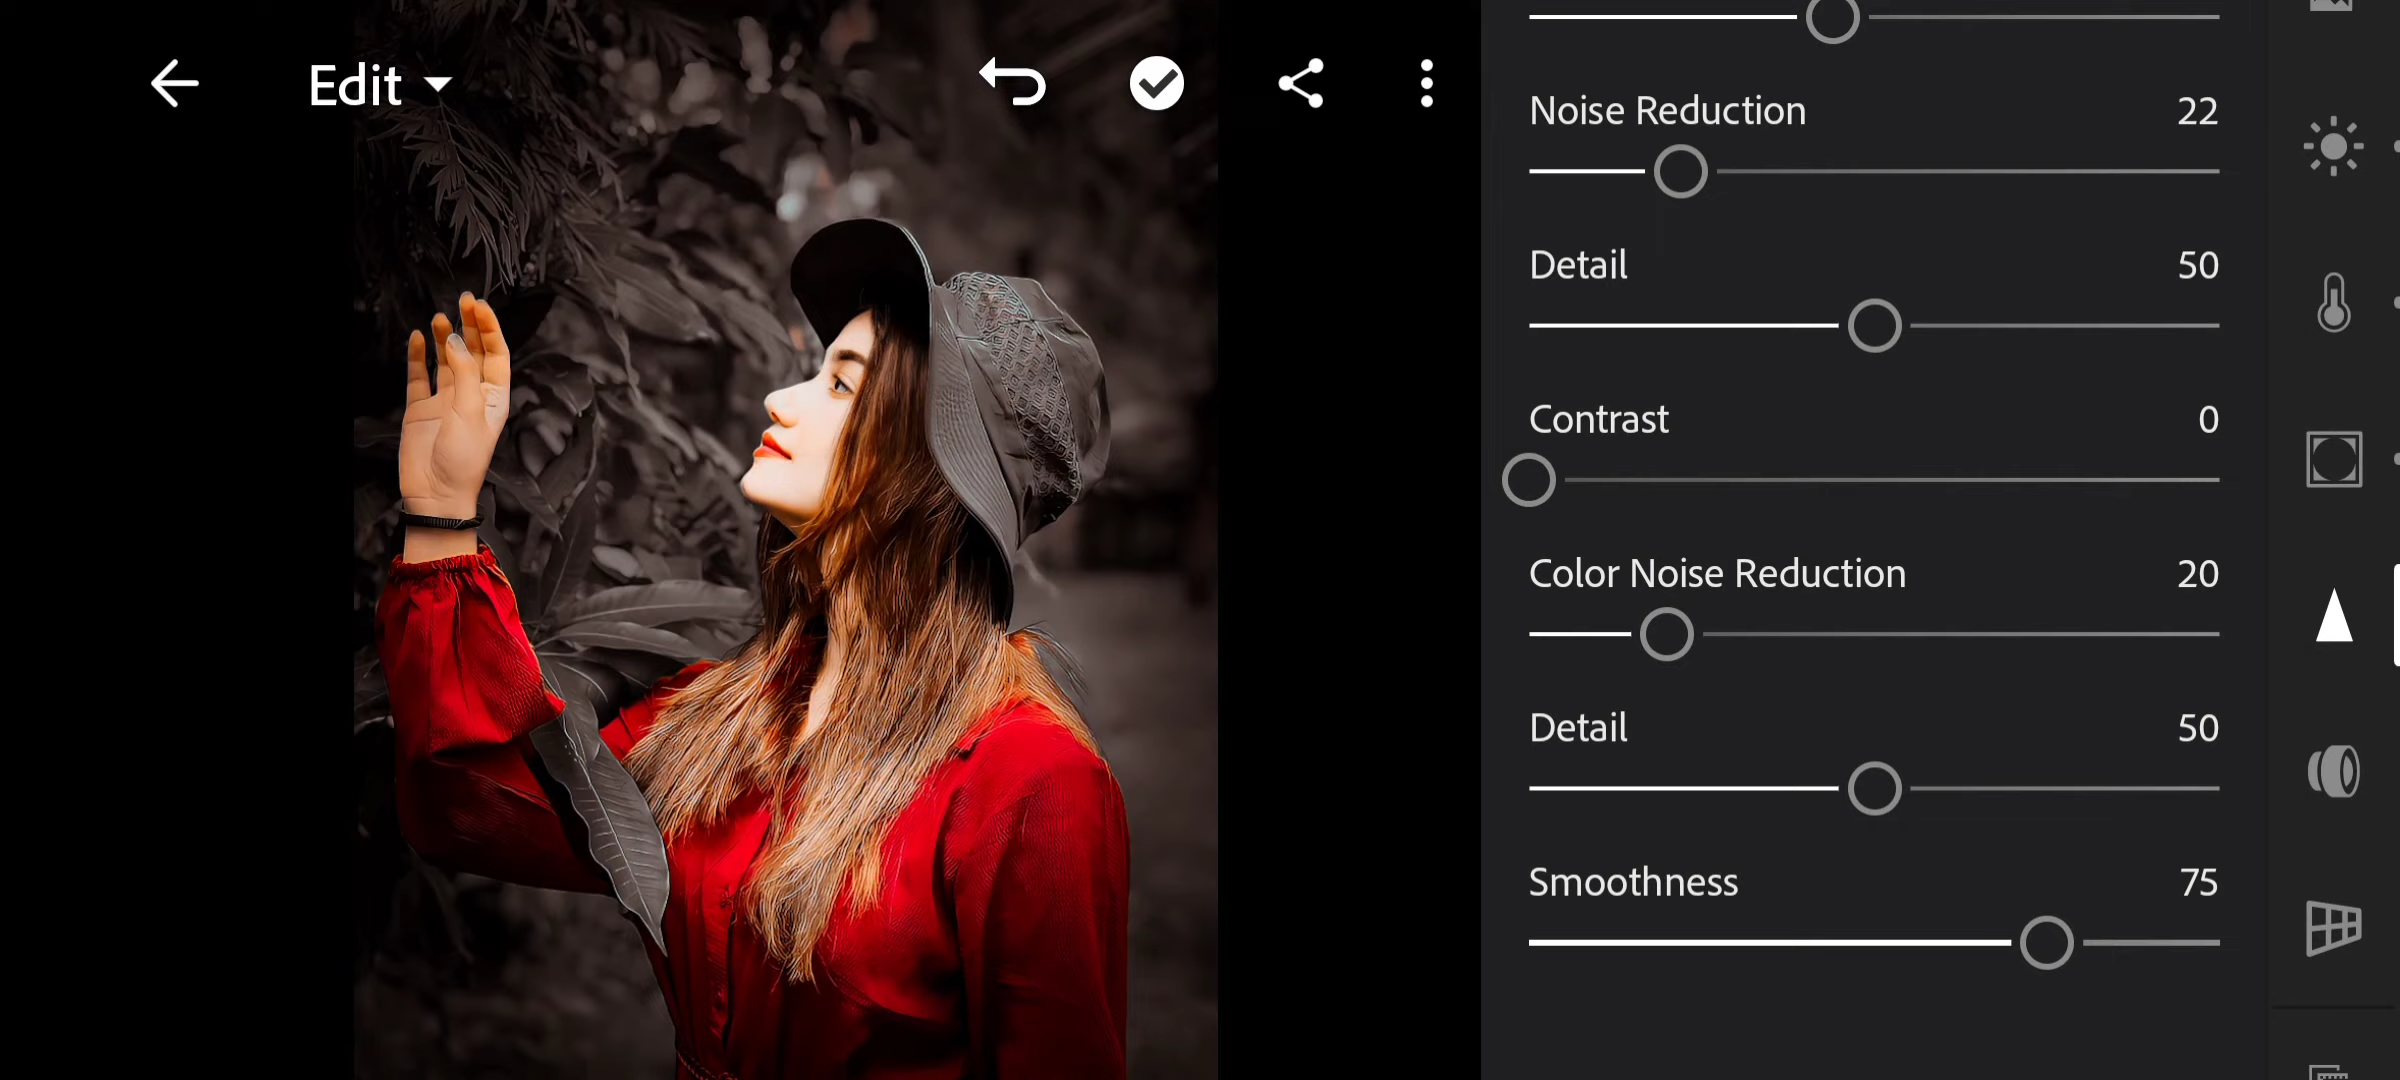 Edit
Noise Reduction 22
Detail 50
Contrast 0
Color Noise Reduction 20
Detail 50
Smoothness 75